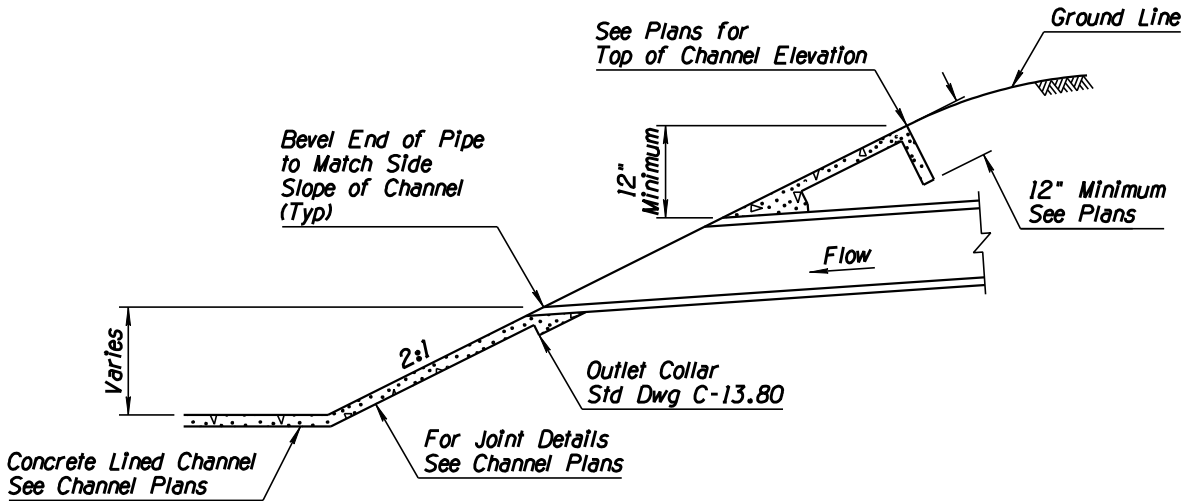 Ground Line
See Plans for
Top of Channel Elevation
Bevel End of Pipe
to Match Side
Slope of Channel
(Typ)
12"
Minimum
12" Minimum
See Plans
Flow
Varies
2:1
Outlet Collar
Std Dwg C-13.80
For Joint Details
See Channel Plans
Concrete Lined Channel
See Channel Plans